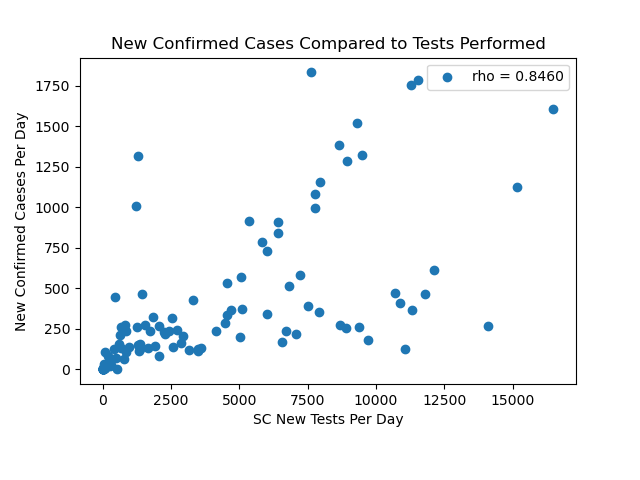 New Confirmed Cases Compared to Tests Performed
rho = 0.8460
New Confirmed Caeses Per Day
1750
1500
1250
1000
750
500
250
0
0 2500 5000 7500 10000 12500 15000
SC New Tests Per Day